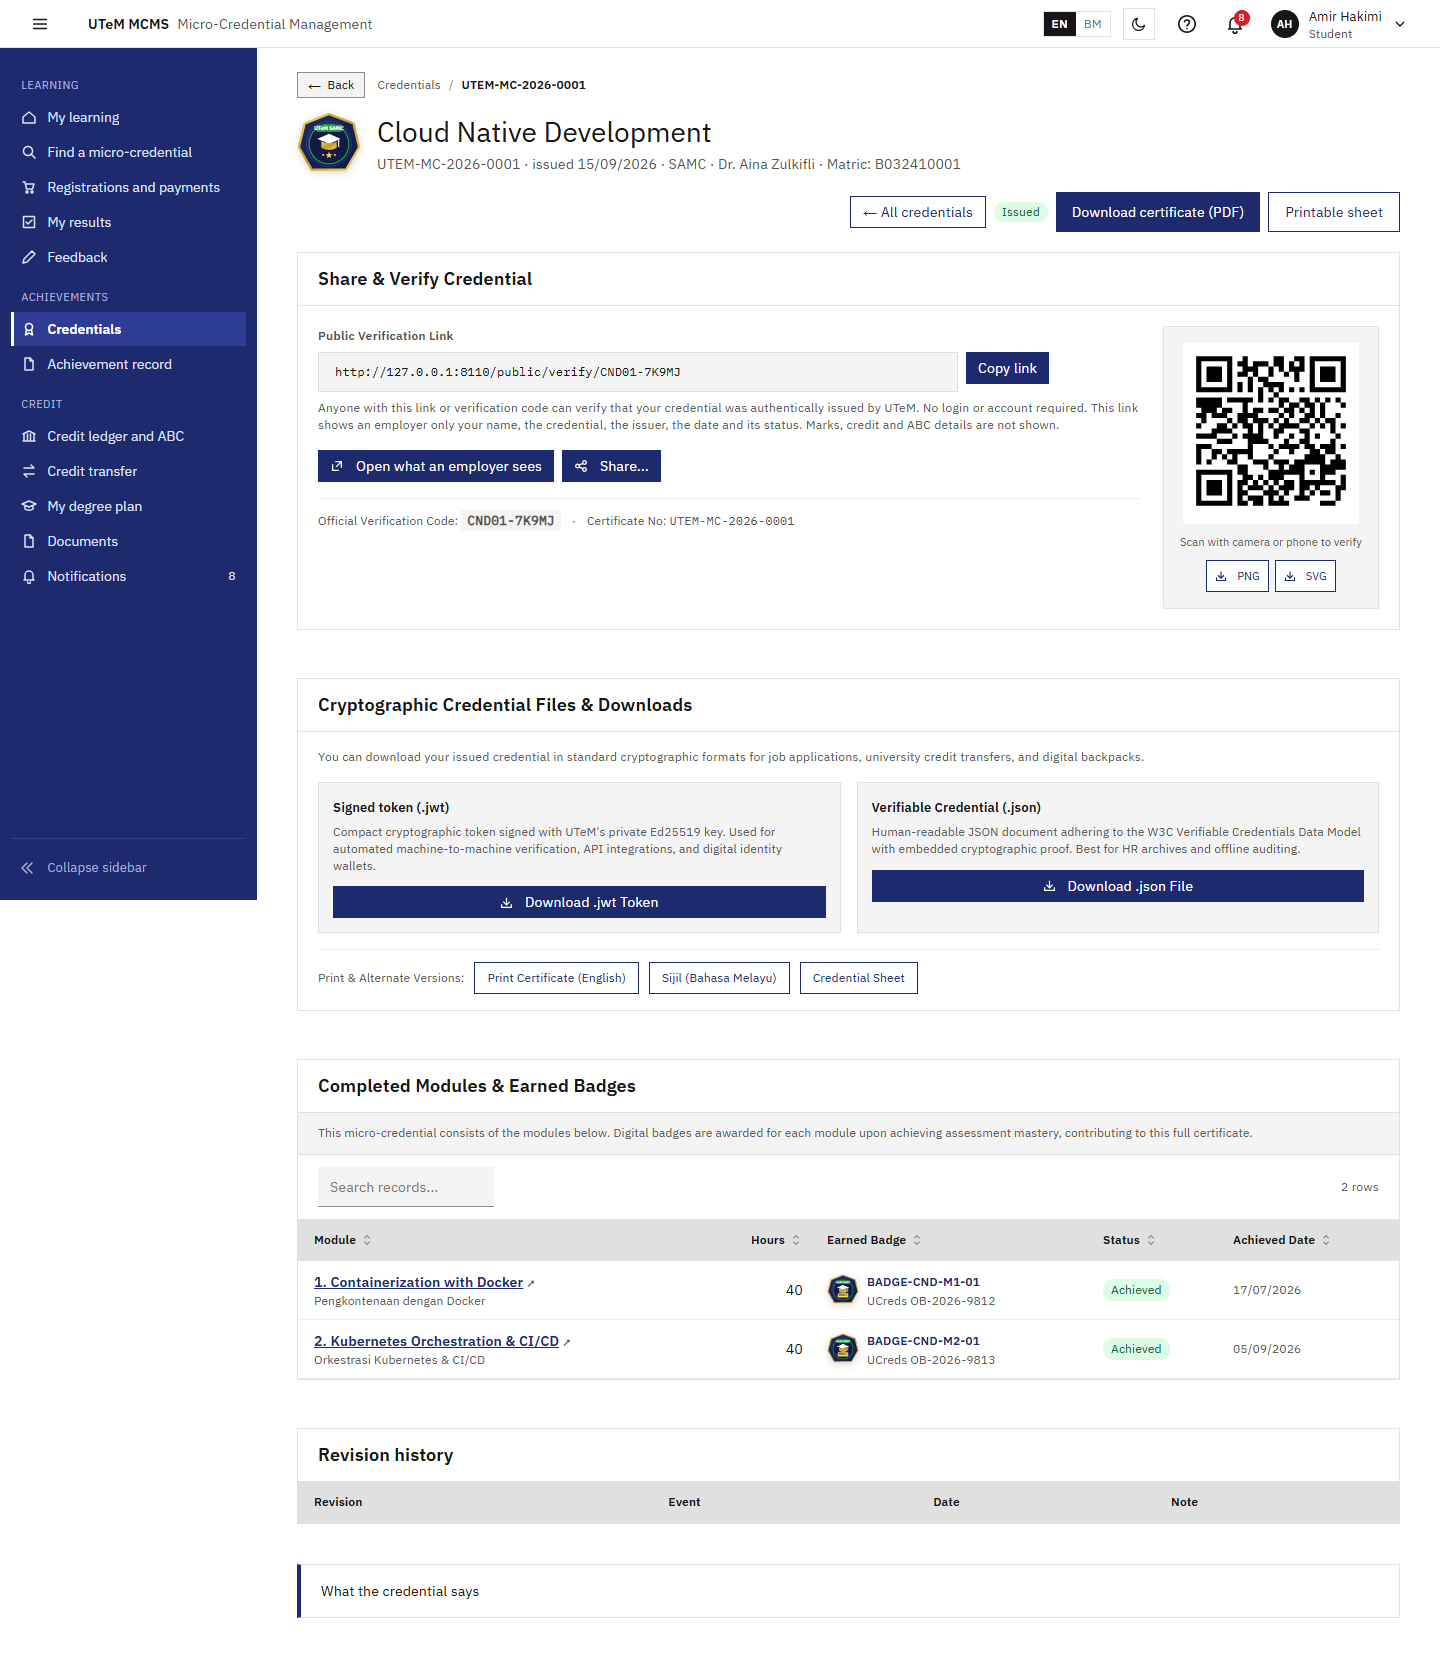 UTeM MCMS Micro-Credential Management
EN BM
8
AH
Amir Hakimi
Student
LEARNING
My learning
Find a micro-credential
Registrations and payments
My results
Feedback
ACHIEVEMENTS
Credentials
Achievement record
CREDIT
Credit ledger and ABC
Credit transfer
My degree plan
Documents
Notifications 8
Collapse sidebar
← Back Credentials / UTEM-MC-2026-0001
UTeM SAMC
Cloud Native Development
UTEM-MC-2026-0001 · issued 15/09/2026 · SAMC · Dr. Aina Zulkifli · Matric: B032410001
← All credentials Issued Download certificate (PDF) Printable sheet
Share & Verify Credential
Public Verification Link
http://127.0.0.1:8110/public/verify/CND01-7K9MJ Copy link
Anyone with this link or verification code can verify that your credential was authentically issued by UTeM. No login or account required. This link
shows an employer only your name, the credential, the issuer, the date and its status. Marks, credit and ABC details are not shown.
Open what an employer sees Share...
Official Verification Code: CND01-7K9MJ · Certificate No: UTEM-MC-2026-0001
Scan with camera or phone to verify
PNG SVG
Cryptographic Credential Files & Downloads
You can download your issued credential in standard cryptographic formats for job applications, university credit transfers, and digital backpacks.
Signed token (.jwt)
Compact cryptographic token signed with UTeM's private Ed25519 key. Used for
automated machine-to-machine verification, API integrations, and digital identity
wallets.
Download .jwt Token
Verifiable Credential (.json)
Human-readable JSON document adhering to the W3C Verifiable Credentials Data Model
with embedded cryptographic proof. Best for HR archives and offline auditing.
Download .json File
Print & Alternate Versions: Print Certificate (English) Sijil (Bahasa Melayu) Credential Sheet
Completed Modules & Earned Badges
This micro-credential consists of the modules below. Digital badges are awarded for each module upon achieving assessment mastery, contributing to this full certificate.
Search records... 2 rows
Module Hours Earned Badge Status Achieved Date
1. Containerization with Docker ↗ 40 BADGE-CND-M1-01 Achieved 17/07/2026
Pengkontenaan dengan Docker UCreds OB-2026-9812
2. Kubernetes Orchestration & CI/CD ↗ 40 BADGE-CND-M2-01 Achieved 05/09/2026
Orkestrasi Kubernetes & CI/CD UCreds OB-2026-9813
Revision history
Revision Event Date Note
What the credential says